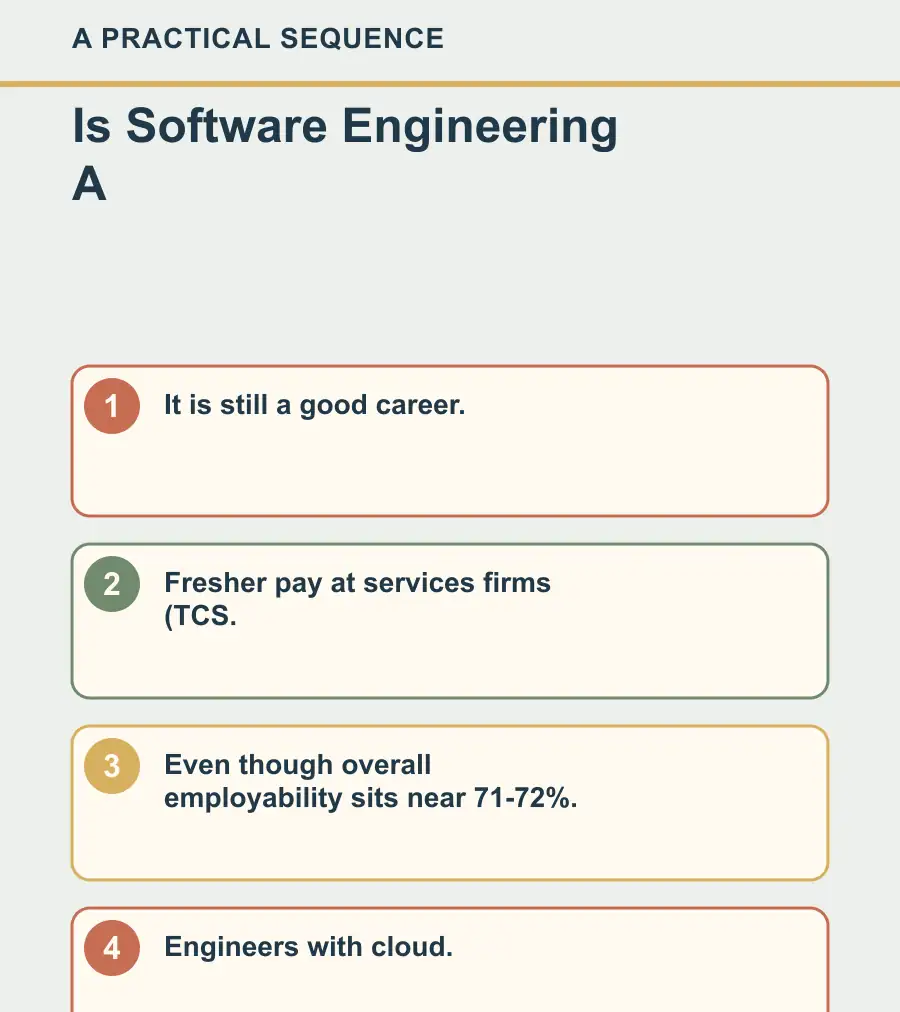 A PRACTICAL SEQUENCE
Is Software Engineering
A
1
It is still a good career.
2
Fresher pay at services firms
(TCS.
3
Even though overall
employability sits near 71-72%.
4
Engineers with cloud.